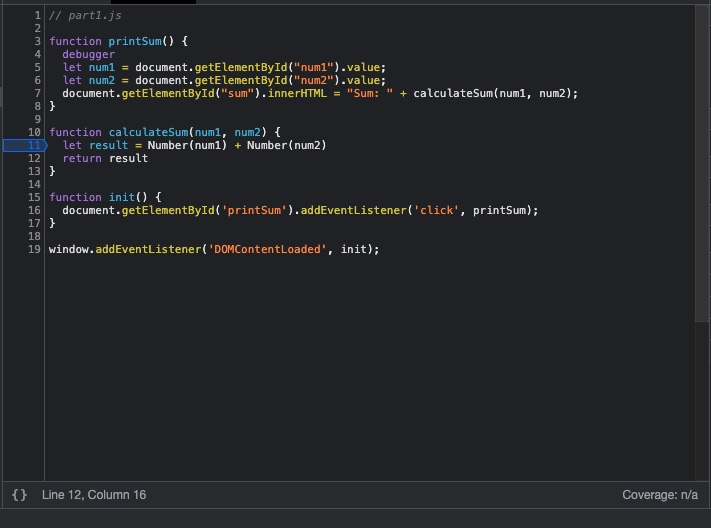 1 // part1.js
2
3 function printSum() {
4   debugger
5   let num1 = document.getElementById("num1").value;
6   let num2 = document.getElementById("num2").value;
7   document.getElementById("sum").innerHTML = "Sum: " + calculateSum(num1, num2);
8 }
9
10 function calculateSum(num1, num2) {
11   let result = Number(num1) + Number(num2)
12   return result
13 }
14
15 function init() {
16   document.getElementById('printSum').addEventListener('click', printSum);
17 }
18
19 window.addEventListener('DOMContentLoaded', init);
{} Line 12, Column 16 Coverage: n/a